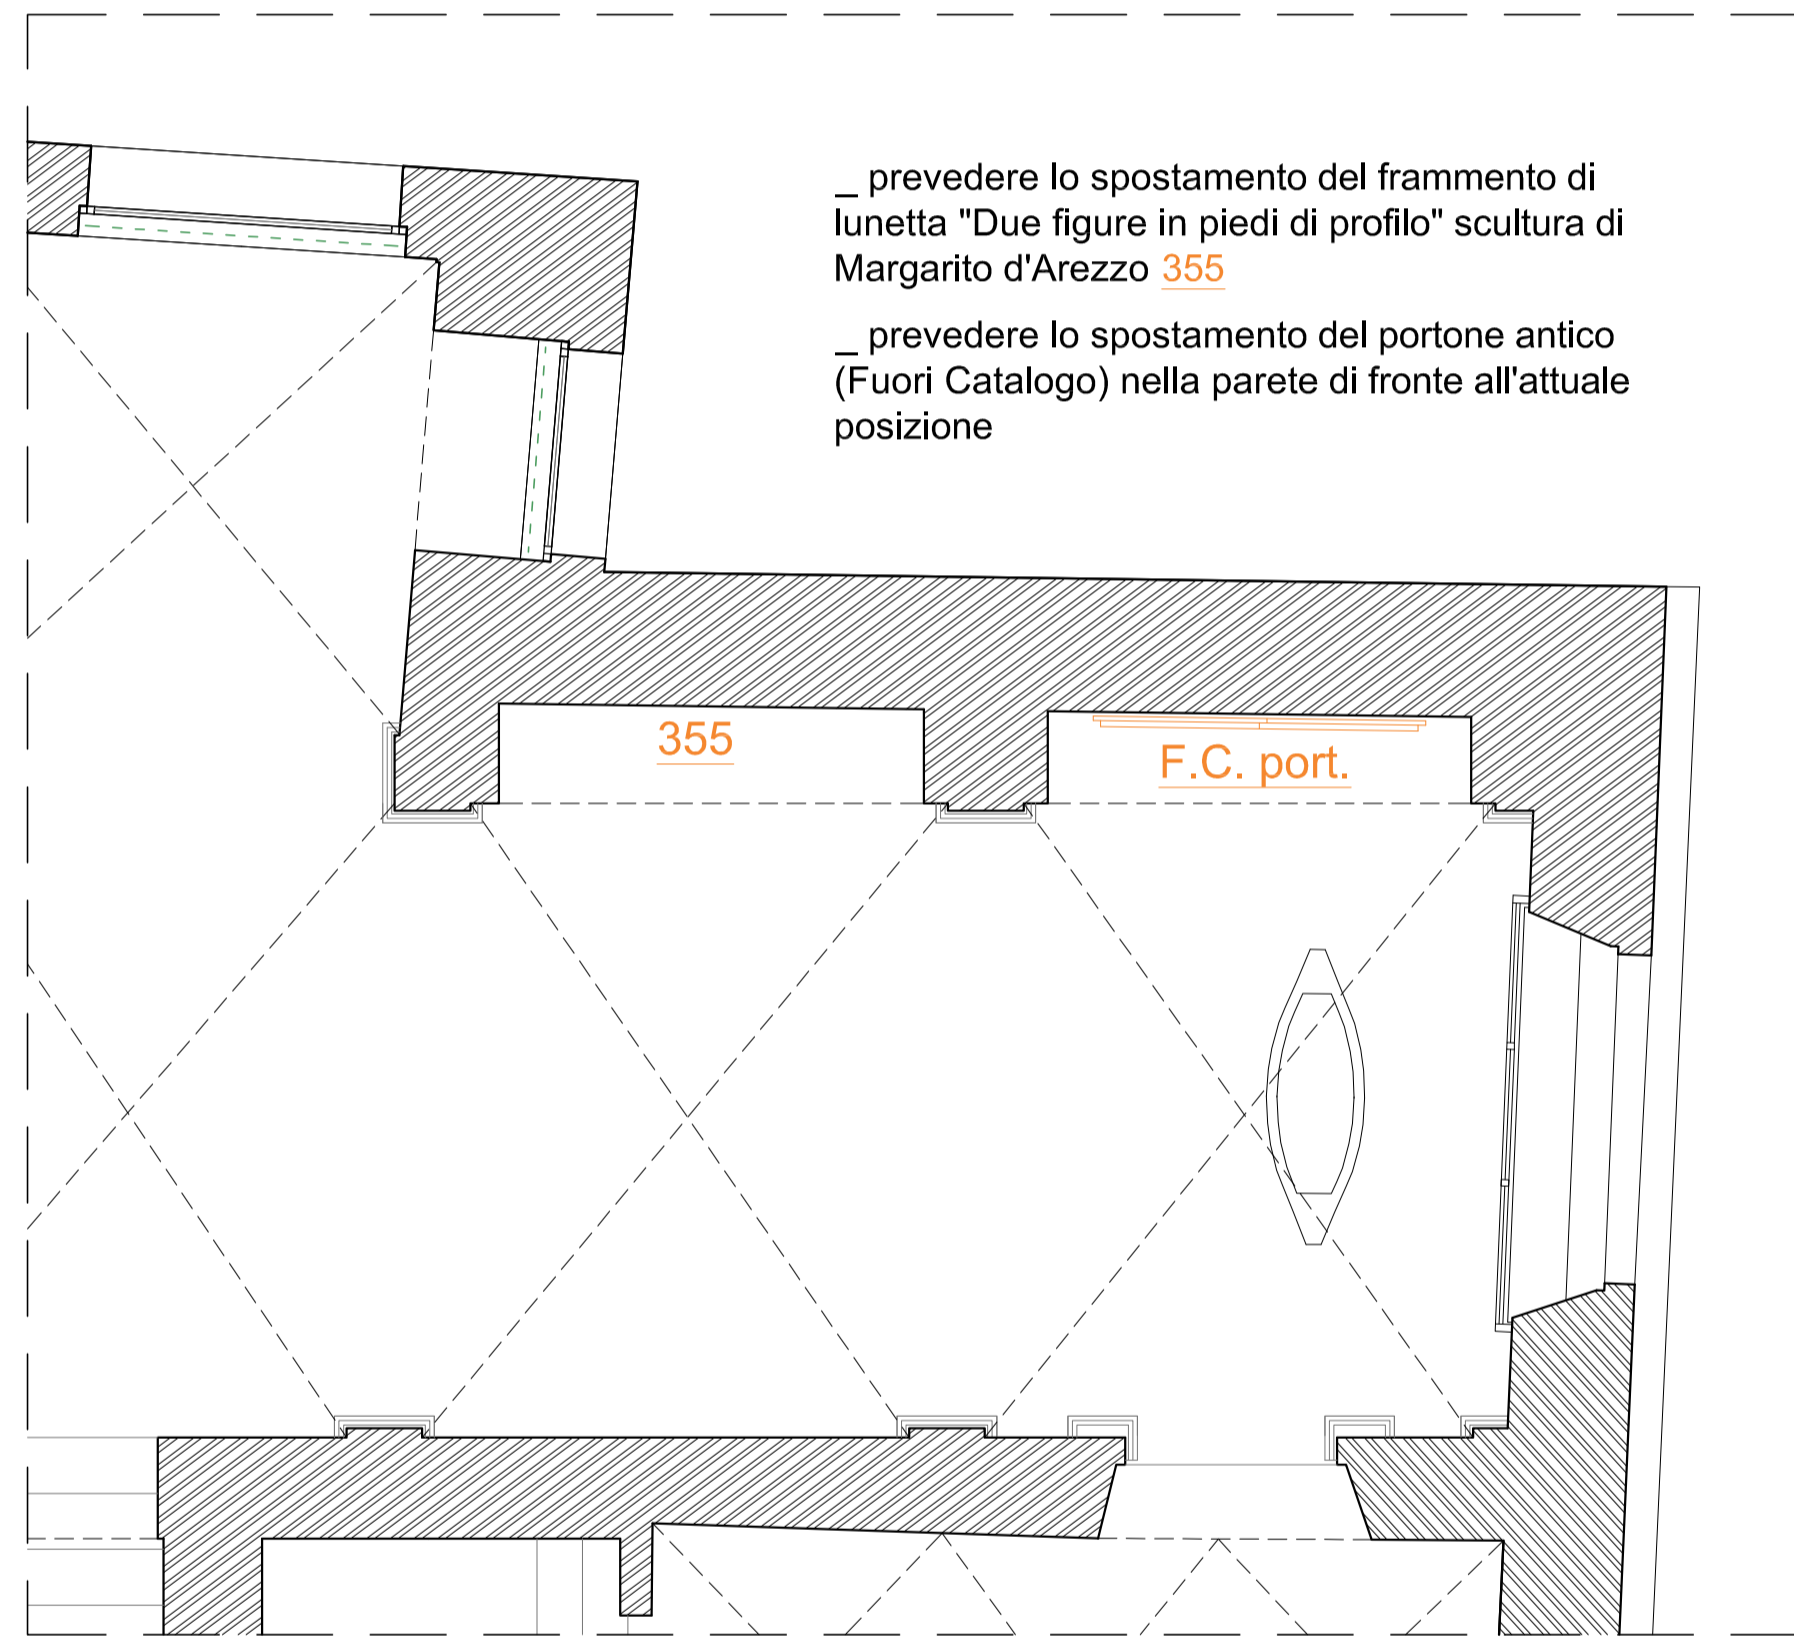 _ prevedere lo spostamento del frammento di
lunetta "Due figure in piedi di profilo" scultura di
Margarito d'Arezzo 355
_ prevedere lo spostamento del portone antico
(Fuori Catalogo) nella parete di fronte all'attuale
posizione
355
F.C. port.